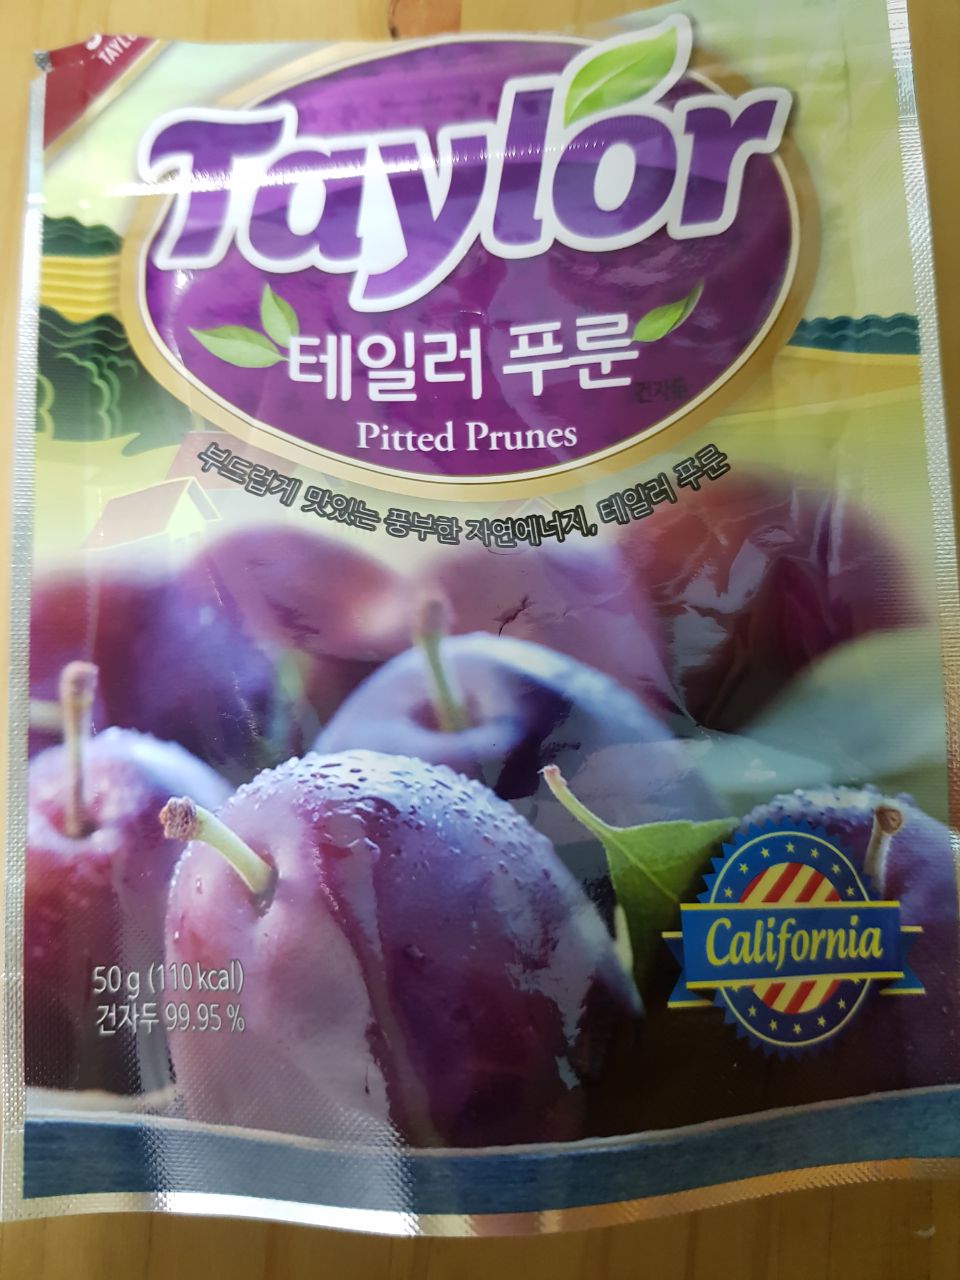 TAYL
Taylor
테일러 푸룬
건자두
Pitted Prunes
부드럽게 맛있는 풍부한 자연에너지, 테일러 푸룬
California
50 g (110 kcal)
건자두 99.95 %